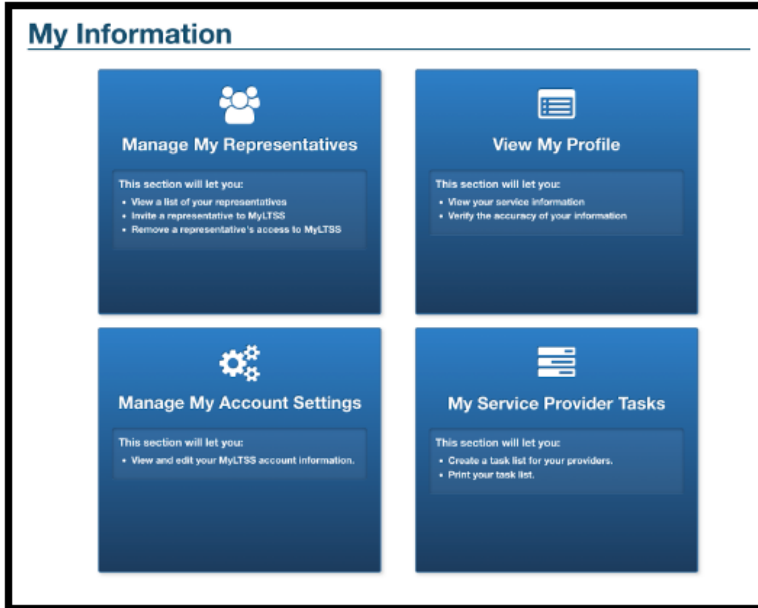 My Information
Manage My Representatives
This section will let you:
• View a list of your representatives
• Invite a representative to MyLTSS
• Remove a representative's access to MyLTSS
View My Profile
This section will let you:
• View your service information
• Verify the accuracy of your information
Manage My Account Settings
This section will let you:
• View and edit your MyLTSS account information.
My Service Provider Tasks
This section will let you:
• Create a task list for your providers.
• Print your task list.